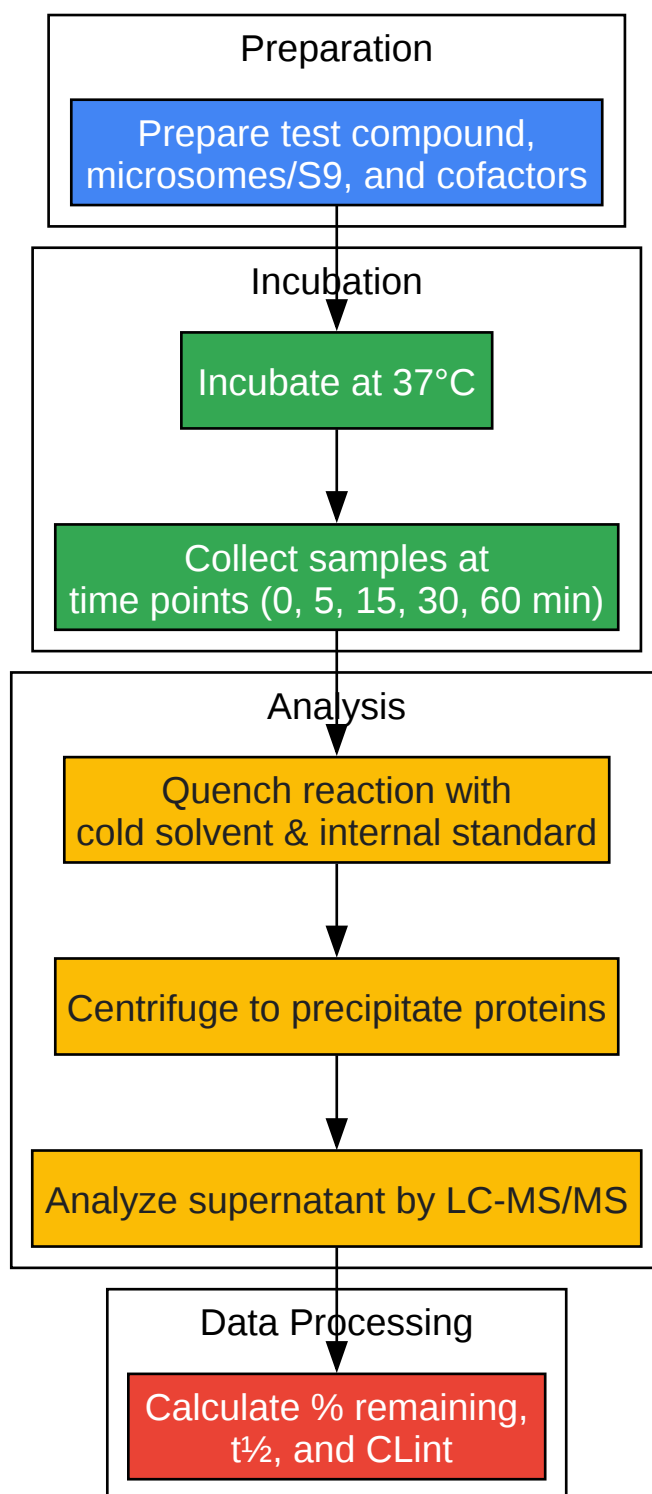 Preparation
Prepare test compound,
microsomes/S9, and cofactors
Incubation
Incubate at 37°C
Collect samples at
time points (0, 5, 15, 30, 60 min)
Analysis
Quench reaction with
cold solvent & internal standard
Centrifuge to precipitate proteins
Analyze supernatant by LC-MS/MS
Data Processing
Calculate % remaining,
t½, and CLint